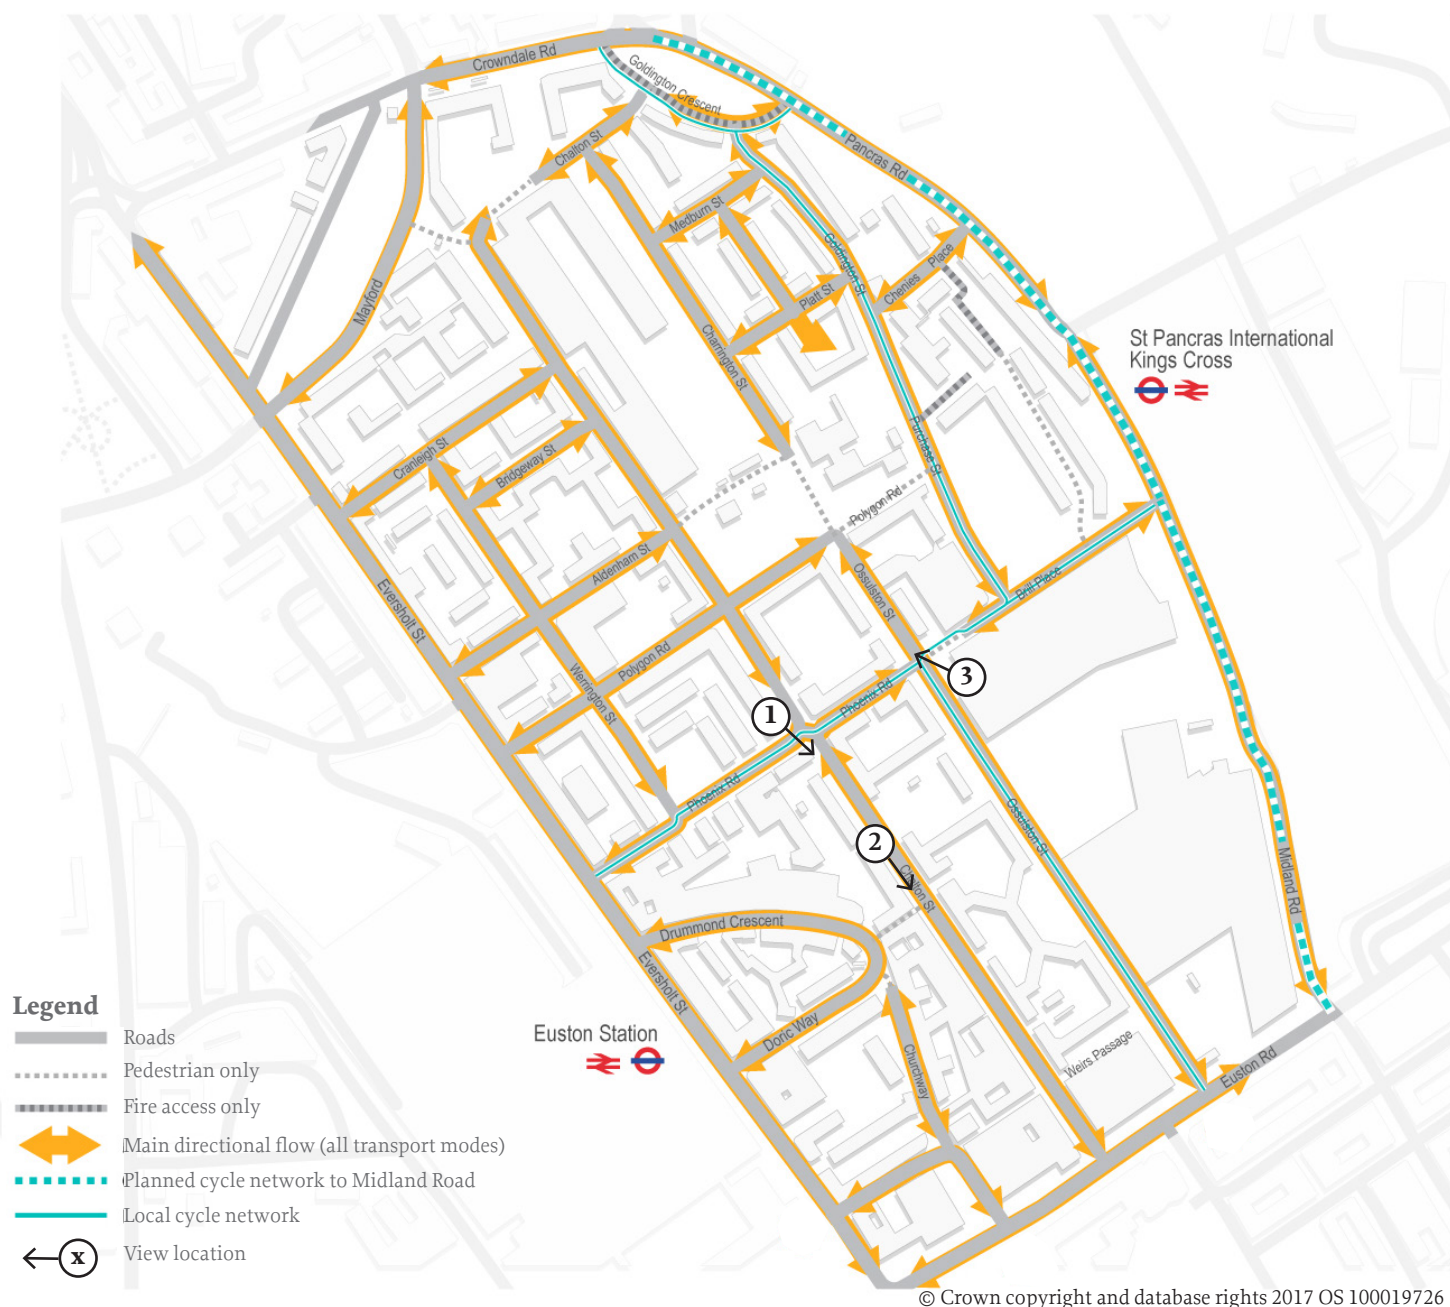 Crowndale Rd
Goldington Crescent
Chalton St
Pancras Rd
Medburn St
Goldington St
Chenies Place
Mayford
Platt St
Charrington St
St Pancras International
Kings Cross
Cranleigh St
Bridgeway St
Purchase St
Polygon Rd
Aldenham St
Ossulston St
Brill Place
Eversholt St
Polygon Rd
Werrington St
3
1
Phoenix Rd
Phoenix Rd
Ossulston St
2
Chalton St
Midland Rd
Drummond Crescent
Eversholt St
Euston Station
Doric Way
Churchway
Weirs Passage
Euston Rd
Legend
Roads
Pedestrian only
Fire access only
Main directional flow (all transport modes)
Planned cycle network to Midland Road
Local cycle network
x
View location
© Crown copyright and database rights 2017 OS 100019726